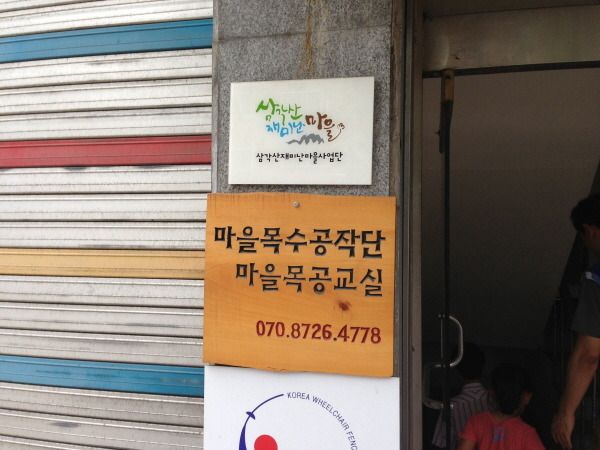 삼각산
재미난 마을
삼각산재미난마을사업단
마을목수공작단
마을목공교실
070.8726.4778
KOREA WHEELCHAIR